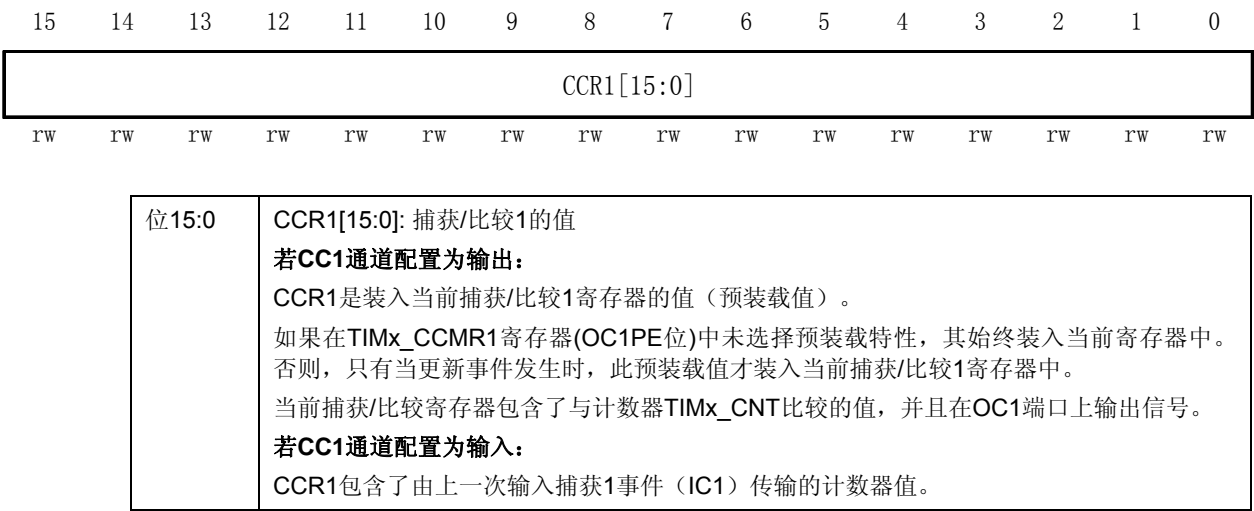 15 14 13 12 11 10 9 8 7 6 5 4 3 2 1 0
CCR1[15:0]
rw rw rw rw rw rw rw rw rw rw rw rw rw rw rw rw
位15:0 CCR1[15:0]: 捕获/比较1的值
若CC1通道配置为输出：
CCR1是装入当前捕获/比较1寄存器的值（预装载值）。
如果在TIMx_CCMR1寄存器(OC1PE位)中未选择预装载特性，其始终装入当前寄存器中。
否则，只有当更新事件发生时，此预装载值才装入当前捕获/比较1寄存器中。
当前捕获/比较寄存器包含了与计数器TIMx_CNT比较的值，并且在OC1端口上输出信号。
若CC1通道配置为输入：
CCR1包含了由上一次输入捕获1事件（IC1）传输的计数器值。